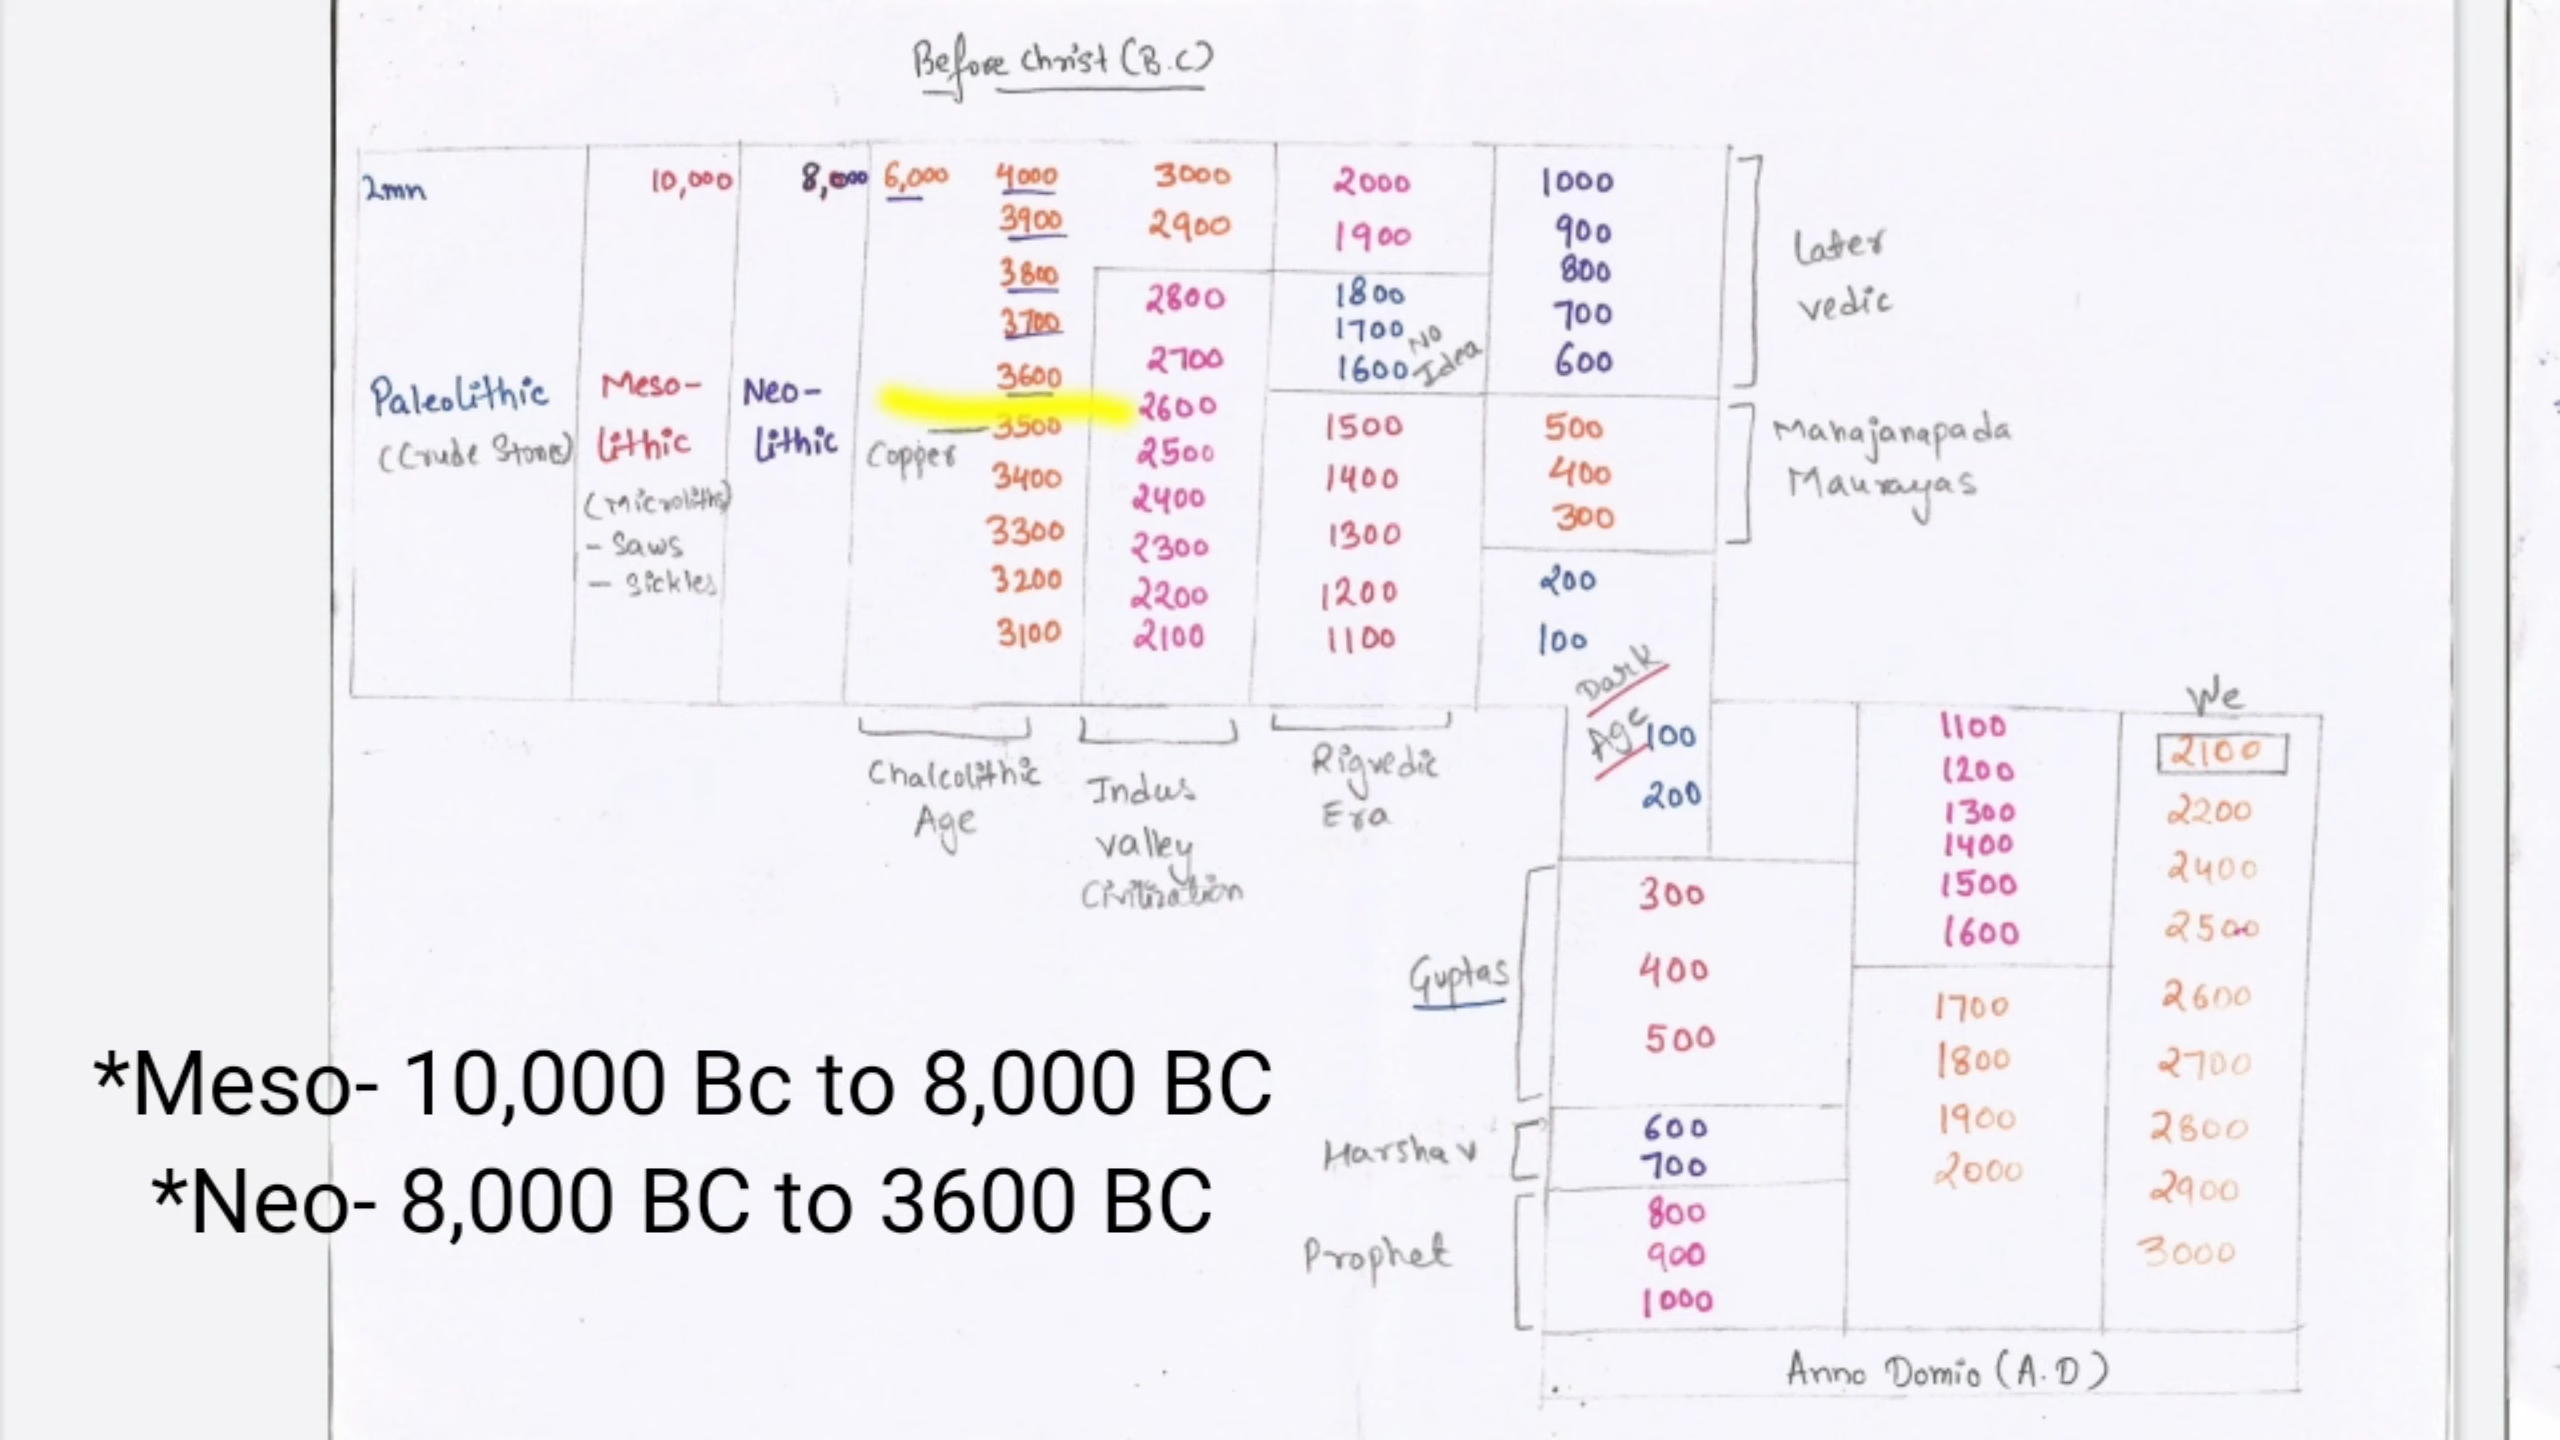 Before Christ (B.C)
2mn
Paleolithic
(Crude Stone)
10,000
Meso-
lithic
(Microliths)
- Saws
- Sickles
8,000
Neo-
lithic
6,000
Copper
4000
3900
3800
3700
3600
3500
3400
3300
3200
3100
Chalcolithic
Age
3000
2900
2800
2700
2600
2500
2400
2300
2200
2100
Indus
valley
Civilization
2000
1900
1800
1700
1600
No
Idea
1500
1400
1300
1200
1100
Rigvedic
Era
1000
900
800
700
600
Later
vedic
500
400
300
Mahajanapada
Maurayas
200
100
Dark
Age
100
200
Guptas
300
400
500
Harshav
600
700
Prophet
800
900
1000
1100
1200
1300
1400
1500
1600
1700
1800
1900
2000
We
2100
2200
2400
2500
2600
2700
2800
2900
3000
Anno Domio (A.D)
*Meso- 10,000 Bc to 8,000 BC
*Neo- 8,000 BC to 3600 BC